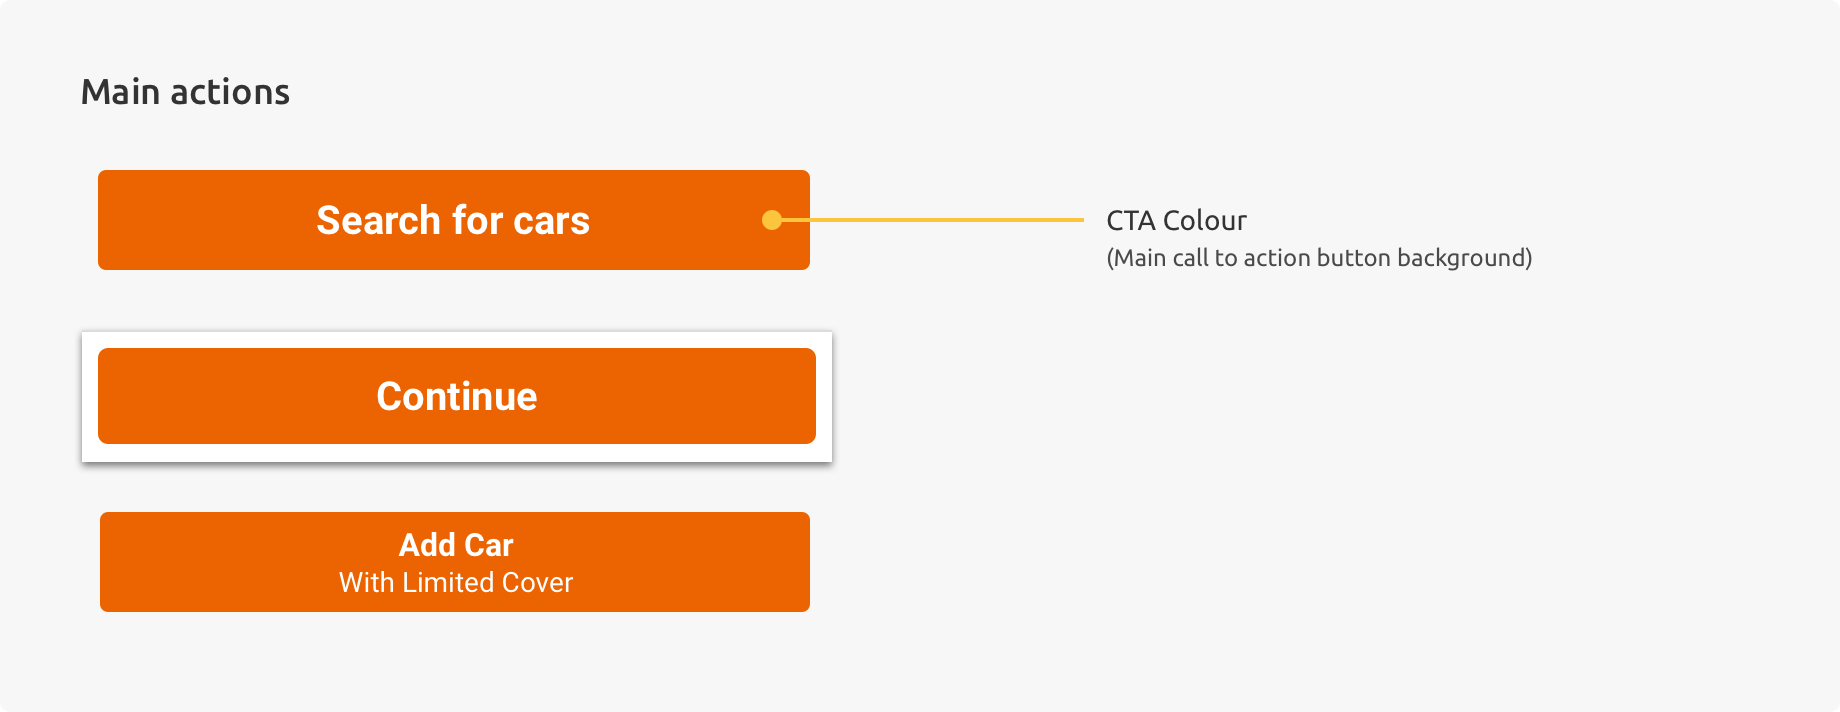 Main actions
Search for cars
CTA Colour
(Main call to action button background)
Continue
Add Car
With Limited Cover